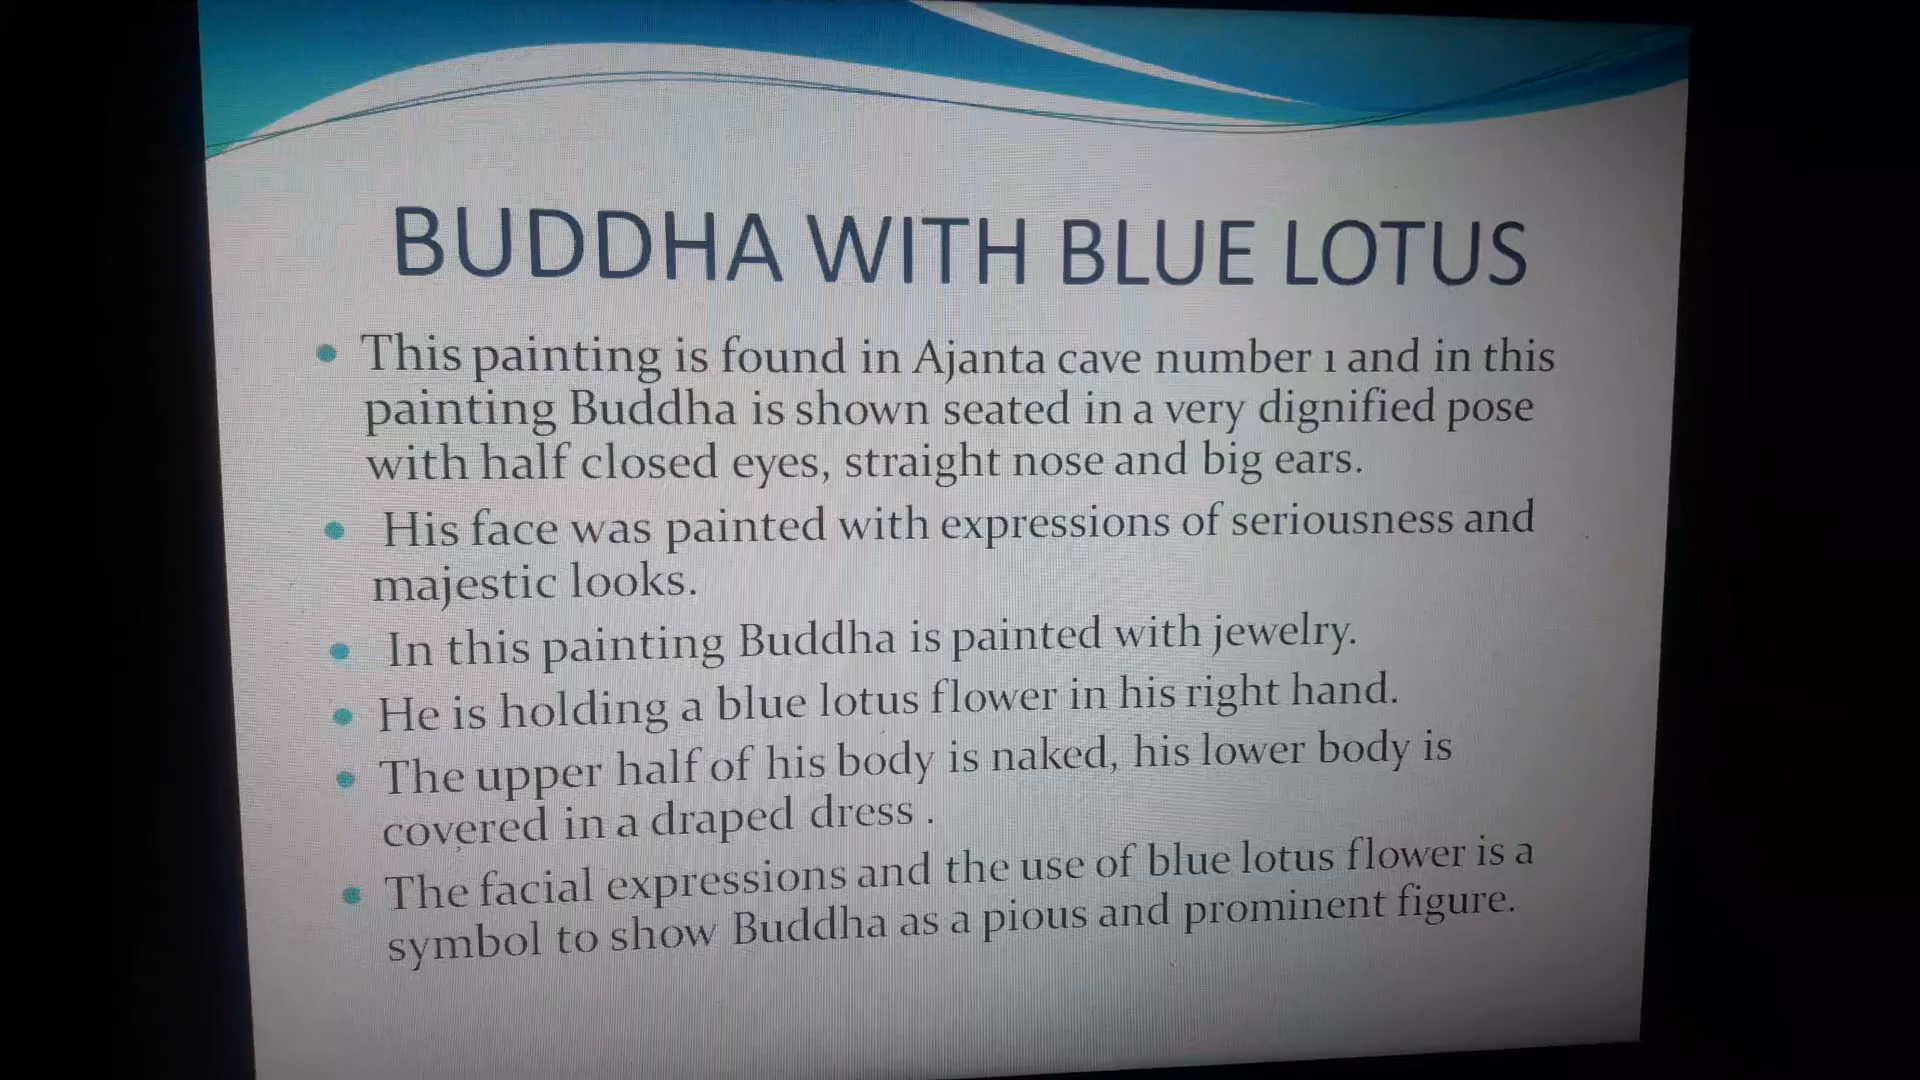 BUDDHA WITH BLUE LOTUS
• This painting is found in Ajanta cave number 1 and in this
painting Buddha is shown seated in a very dignified pose
with half closed eyes, straight nose and big ears.
• His face was painted with expressions of seriousness and
majestic looks.
• In this painting Buddha is painted with jewelry.
• He is holding a blue lotus flower in his right hand.
• The upper half of his body is naked, his lower body is
covered in a draped dress .
• The facial expressions and the use of blue lotus flower is a
symbol to show Buddha as a pious and prominent figure.